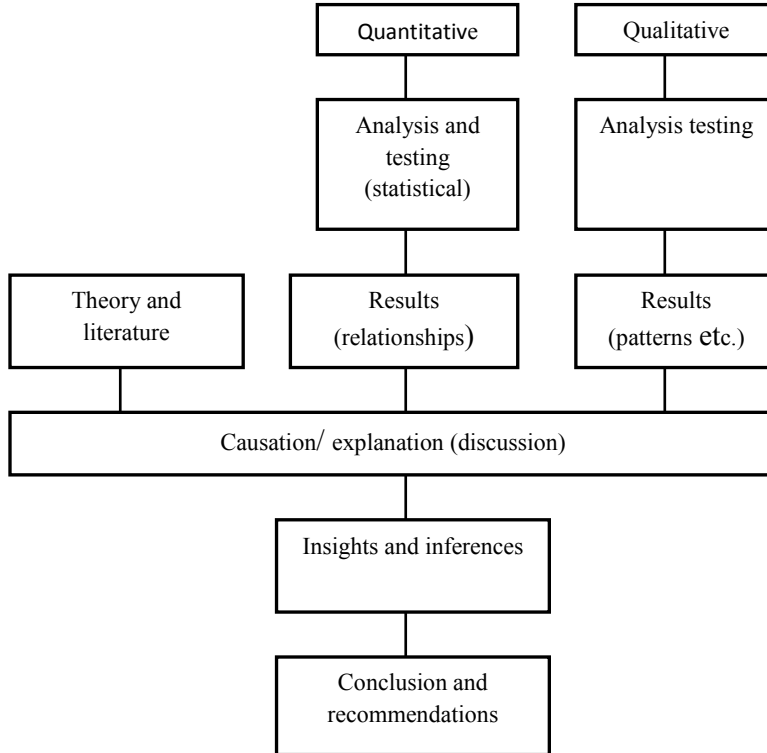 Quantitative
Qualitative
Analysis and
testing
(statistical)
Analysis testing
Theory and
literature
Results
(relationships)
Results
(patterns etc.)
Causation/ explanation (discussion)
Insights and inferences
Conclusion and
recommendations